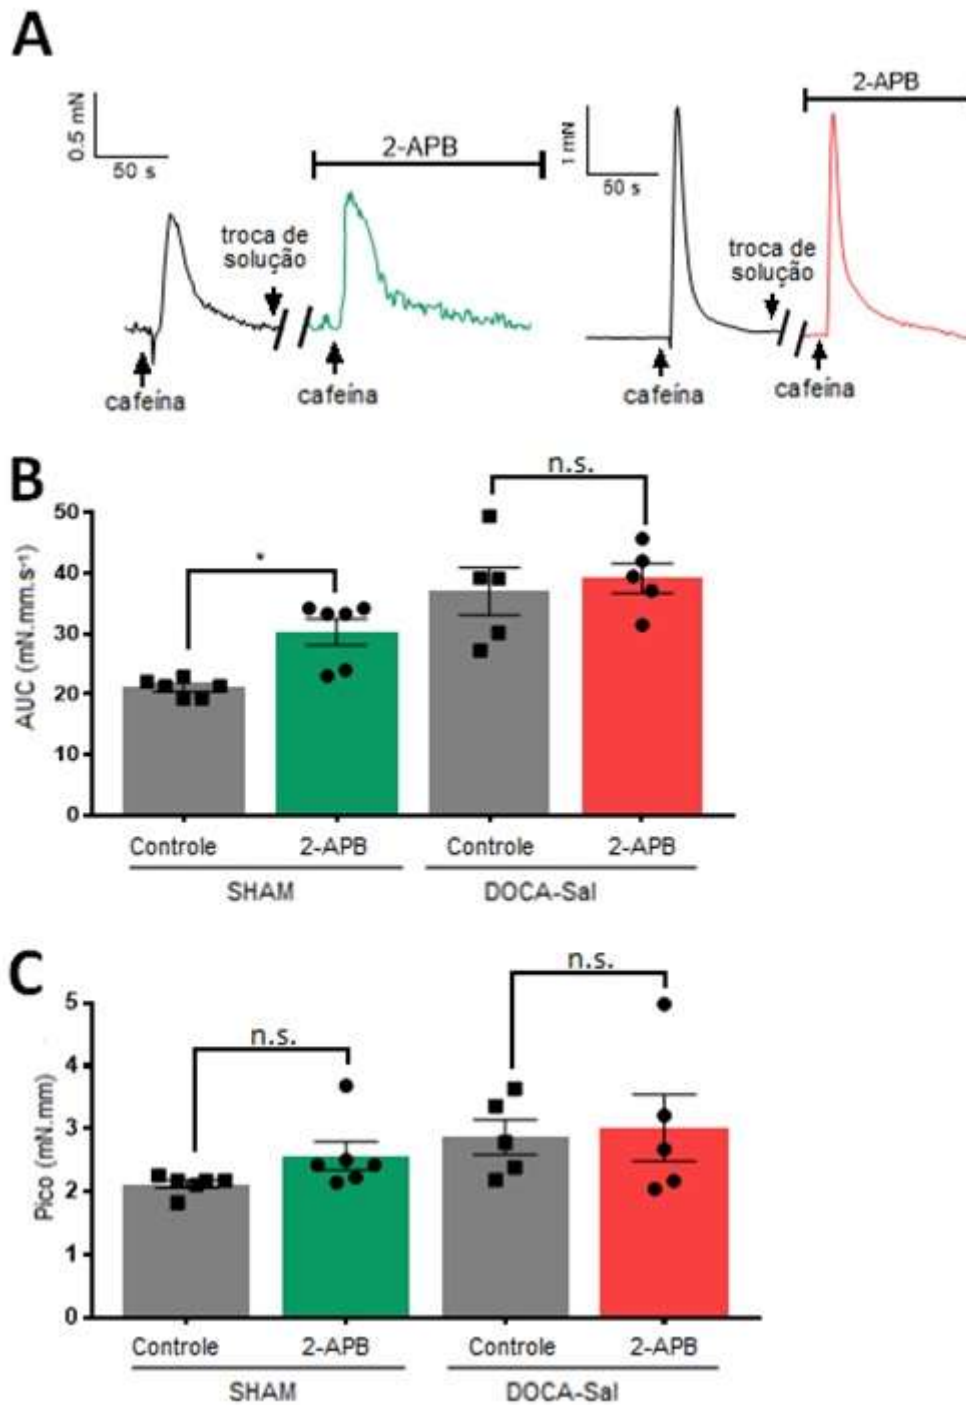 A
0.5 mN
50 s
2-APB
troca de
solução
cafeína
cafeína
1 mN
50 s
2-APB
troca de
solução
cafeína
cafeína
B
n.s.
*
AUC (mN.mm.s-1)
50
40
30
20
10
0
Controle 2-APB Controle 2-APB
SHAM DOCA-Sal
C
n.s.
n.s.
Pico (mN.mm)
5
4
3
2
1
0
Controle 2-APB Controle 2-APB
SHAM DOCA-Sal